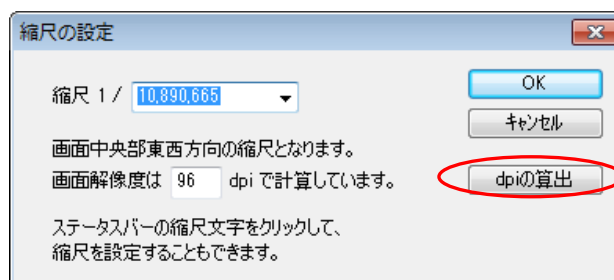 縮尺の設定
縮尺 1 / 10,890,665
OK
キャンセル
画面中央部東西方向の縮尺となります。
画面解像度は 96 dpi で計算しています。
dpiの算出
ステータスバーの縮尺文字をクリックして、
縮尺を設定することもできます。